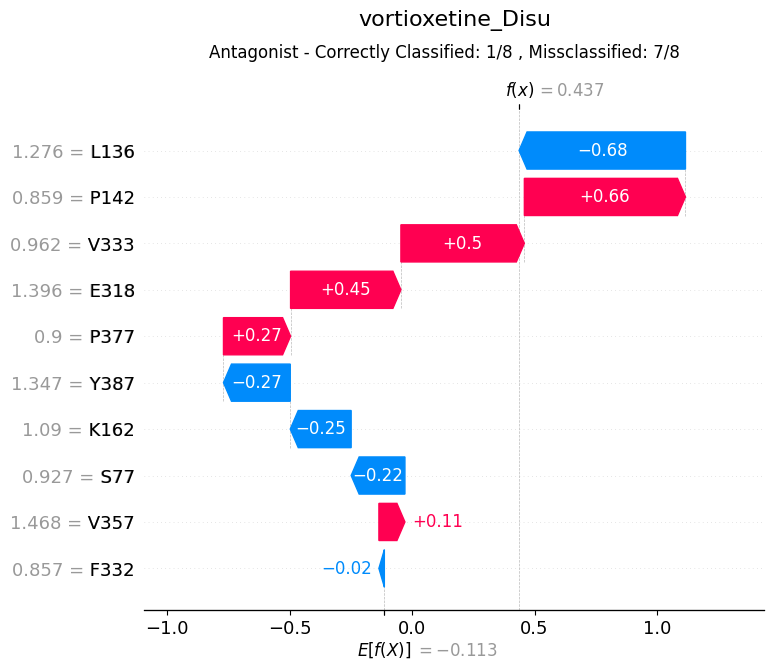 vortioxetine_Disu
Antagonist - Correctly Classified: 1/8 , Missclassified: 7/8
f(x) = 0.437
1.276 = L136 −0.68
0.859 = P142 +0.66
0.962 = V333 +0.5
1.396 = E318 +0.45
0.9 = P377 +0.27
1.347 = Y387 −0.27
1.09 = K162 −0.25
0.927 = S77 −0.22
1.468 = V357 +0.11
0.857 = F332 −0.02
−1.0 −0.5 0.0 0.5 1.0
E[f(X)] = −0.113